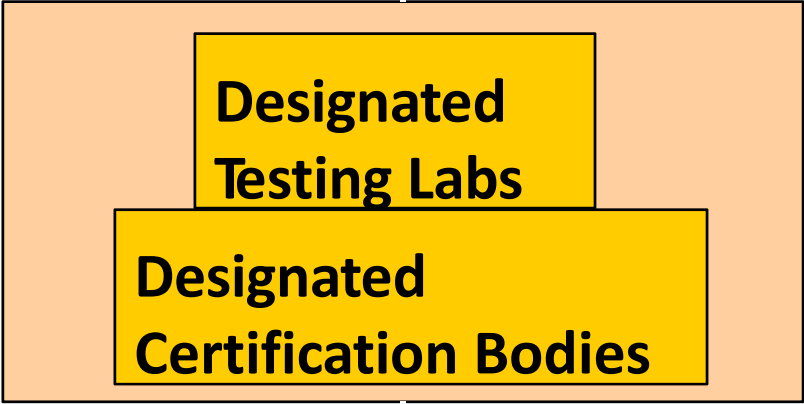 Designated
Testing Labs
Designated
Certification Bodies